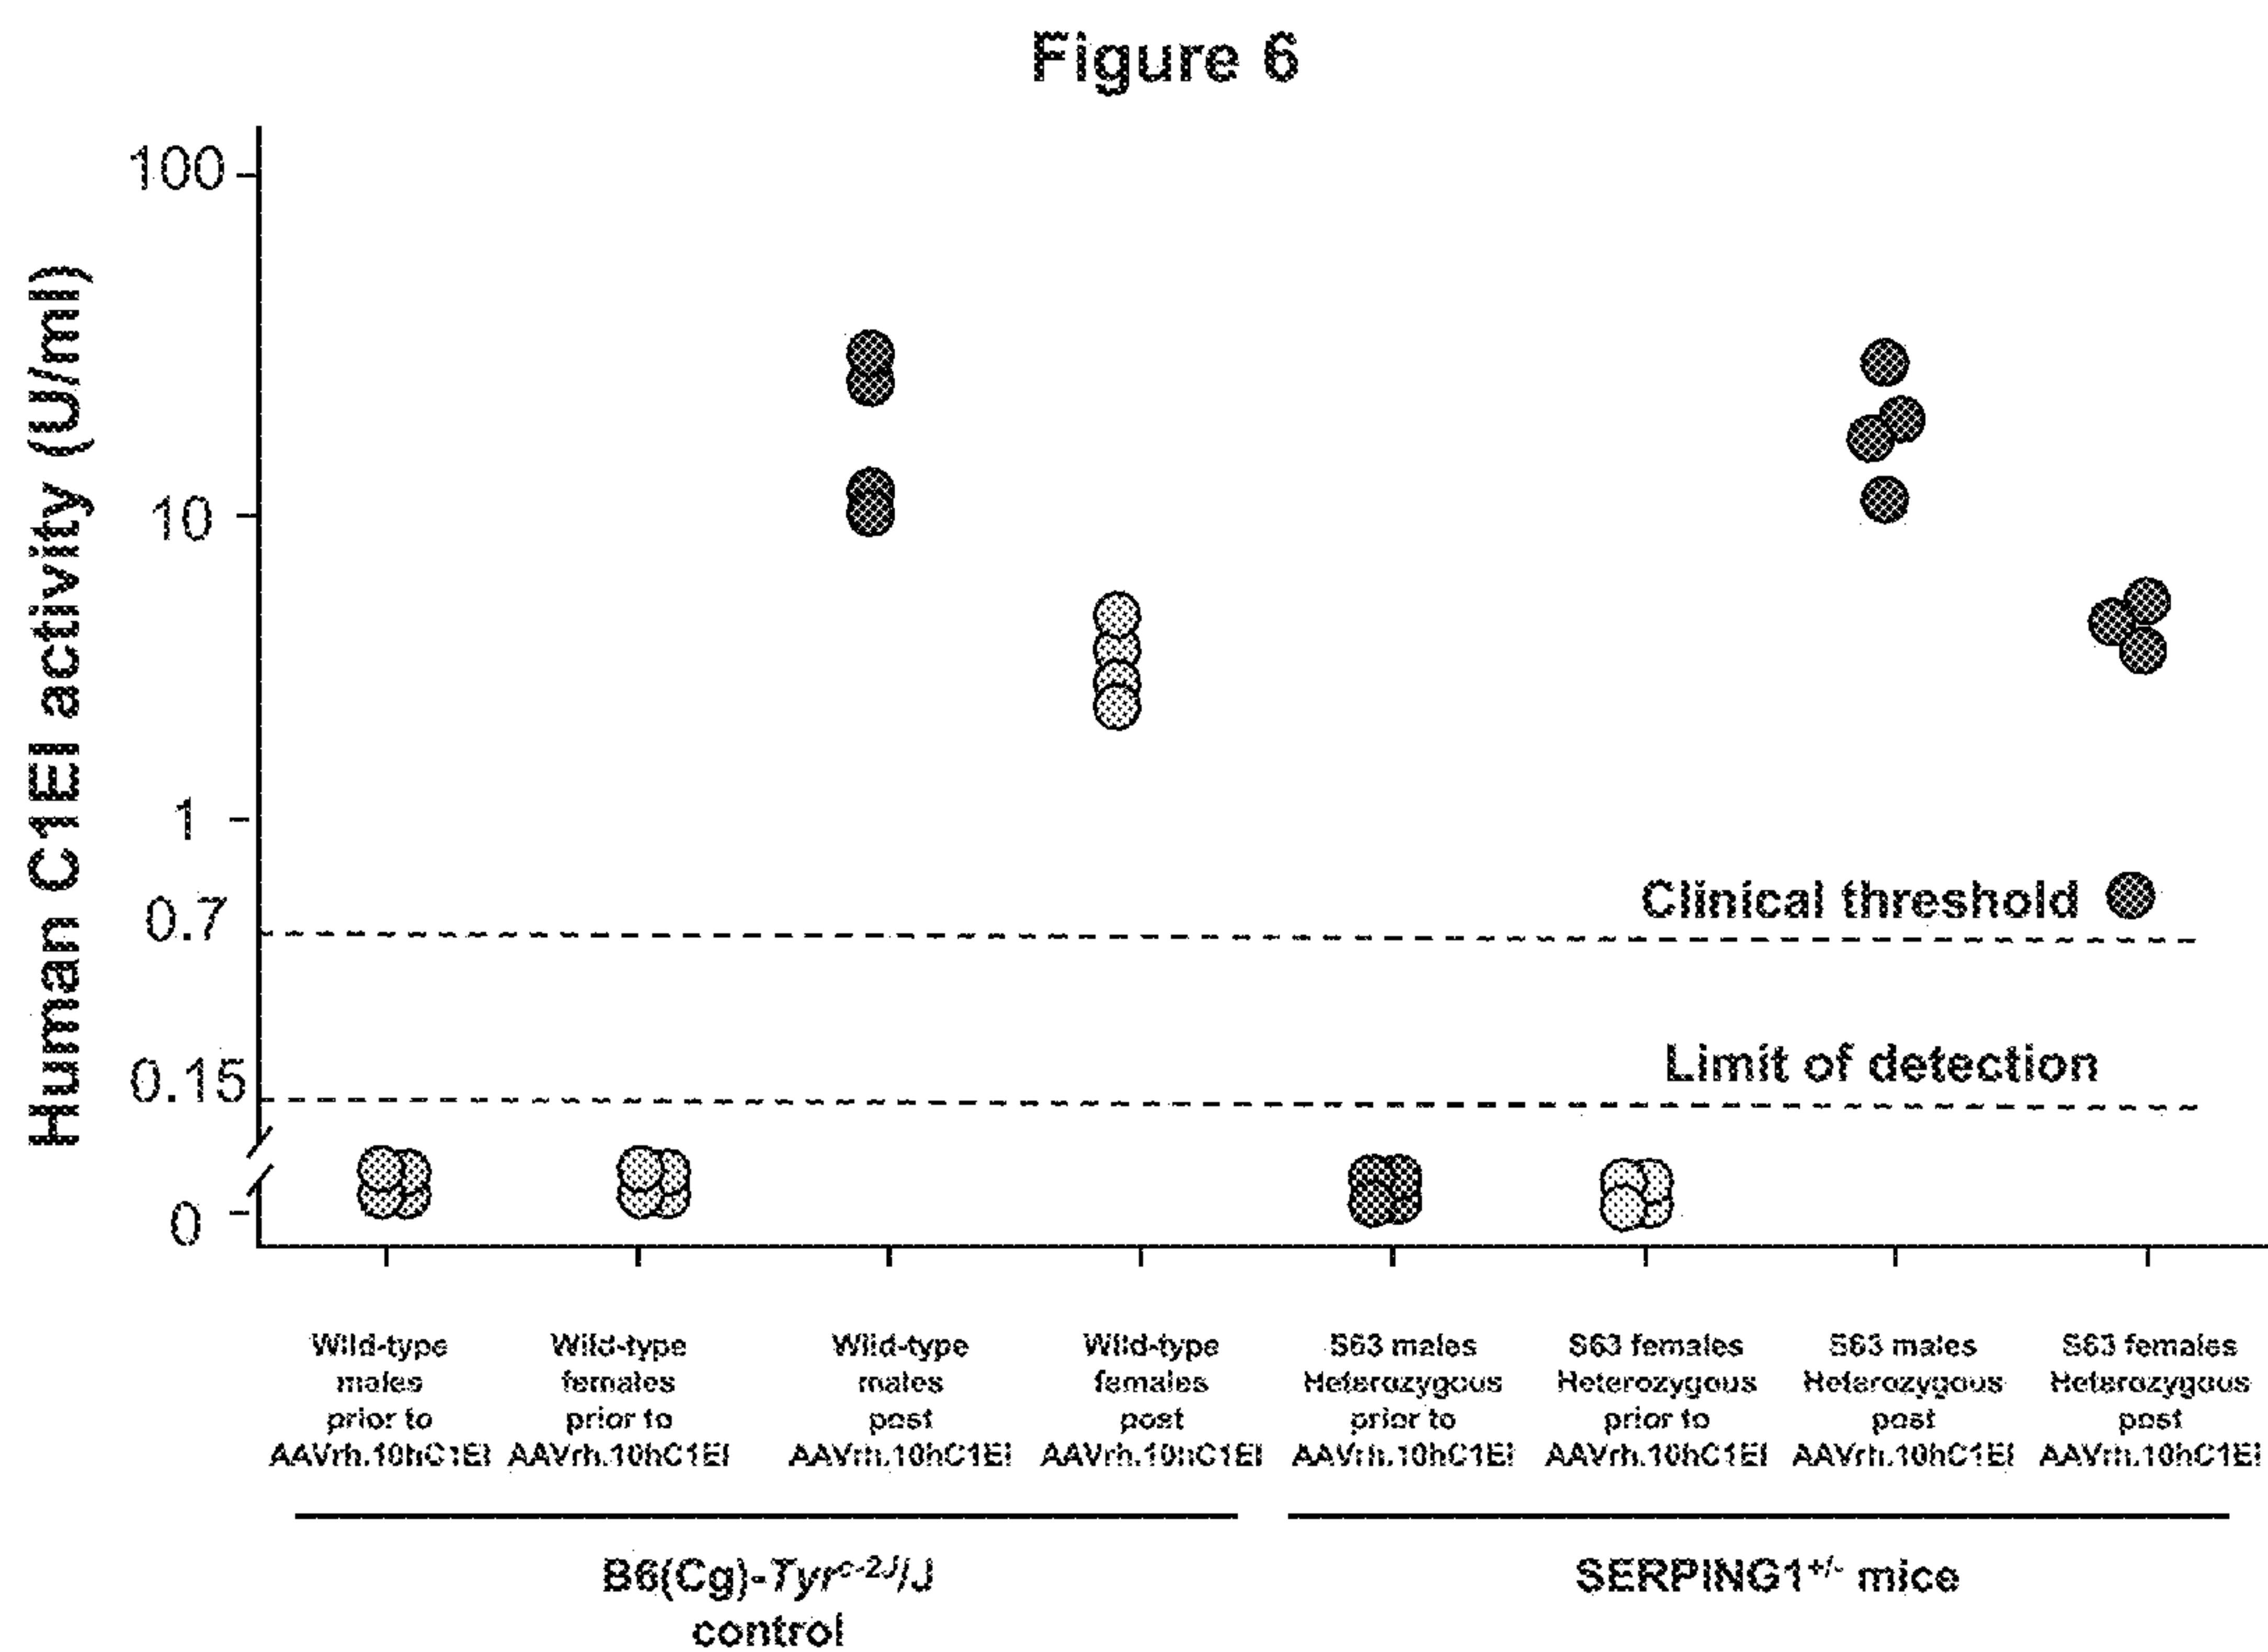 Figure 6
Human C1EI activity (U/ml)
100
10
1
0.7
0.15
0
Clinical threshold
Limit of detection
Wild-type
males
prior to
AAVrh.10hC1EI
Wild-type
females
prior to
AAVrh.10hC1EI
Wild-type
males
post
AAVrh.10hC1EI
Wild-type
females
post
AAVrh.10hC1EI
S63 males
Heterozygous
prior to
AAVrh.10hC1EI
S63 females
Heterozygous
prior to
AAVrh.10hC1EI
S63 males
Heterozygous
post
AAVrh.10hC1EI
S63 females
Heterozygous
post
AAVrh.10hC1EI
B6(Cg)-Tyrc-2J/J
control
SERPING1+/- mice